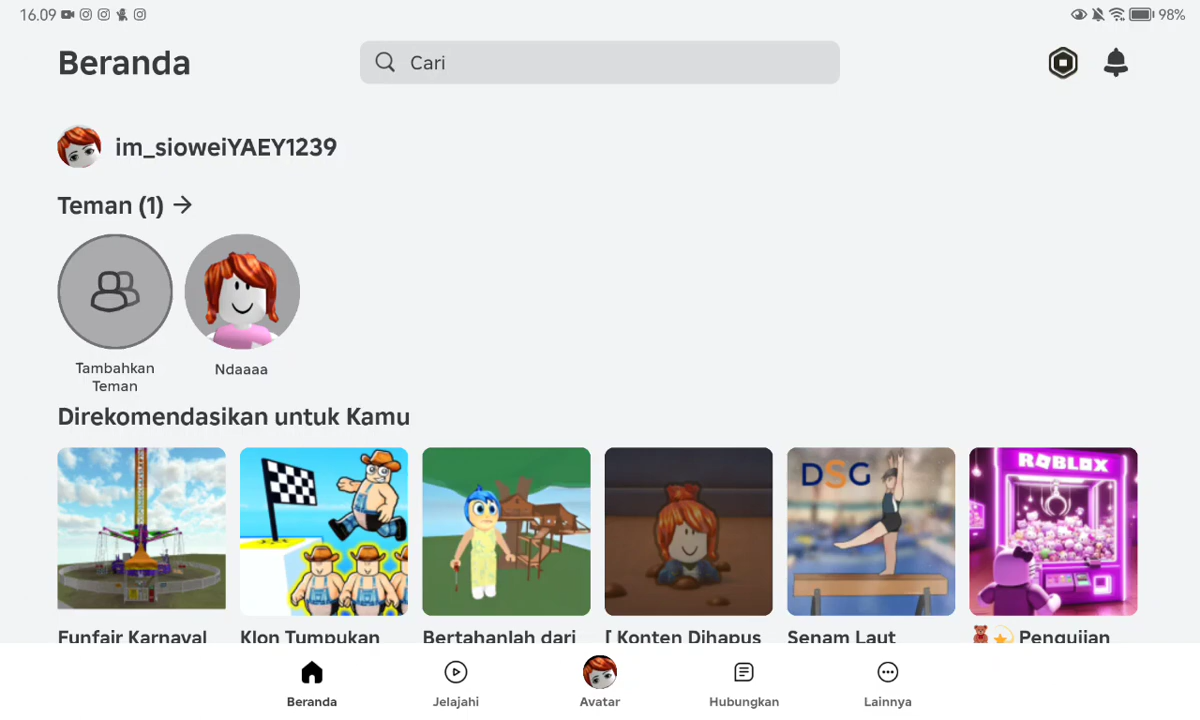 16.09
98%
Beranda
Cari
im_sioweiYAEY1239
Teman (1) →
Tambahkan
Teman
Ndaaaa
Direkomendasikan untuk Kamu
DSG
ROBLOX
Funfair Karnaval
Klon Tumpukan
Bertahanlah dari
[ Konten Dihapus
Senam Laut
🧸🌟 Pengujian
Beranda
Jelajahi
Avatar
Hubungkan
Lainnya